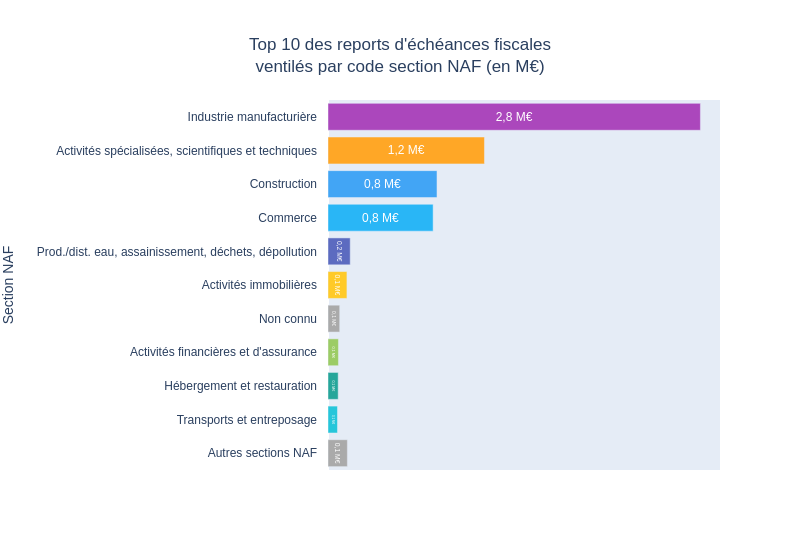 Top 10 des reports d'échéances fiscales
ventilés par code section NAF (en M€)
Section NAF
Industrie manufacturière 2,8 M€
Activités spécialisées, scientifiques et techniques 1,2 M€
Construction 0,8 M€
Commerce 0,8 M€
Prod./dist. eau, assainissement, déchets, dépollution 0,2 M€
Activités immobilières 0,1 M€
Non connu 0,1 M€
Activités financières et d'assurance
Hébergement et restauration
Transports et entreposage
Autres sections NAF 0,1 M€